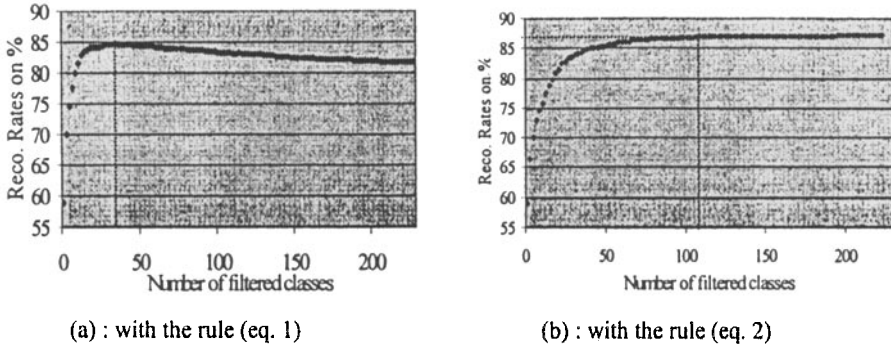 90
85
80
75
70
65
60
55
Reco. Rates on %
0 50 100 150 200
Number of filtered classes
(a) : with the rule (eq. 1)
90
85
80
75
70
65
60
55
Reco. Rates on %
0 50 100 150 200
Number of filtered classes
(b) : with the rule (eq. 2)